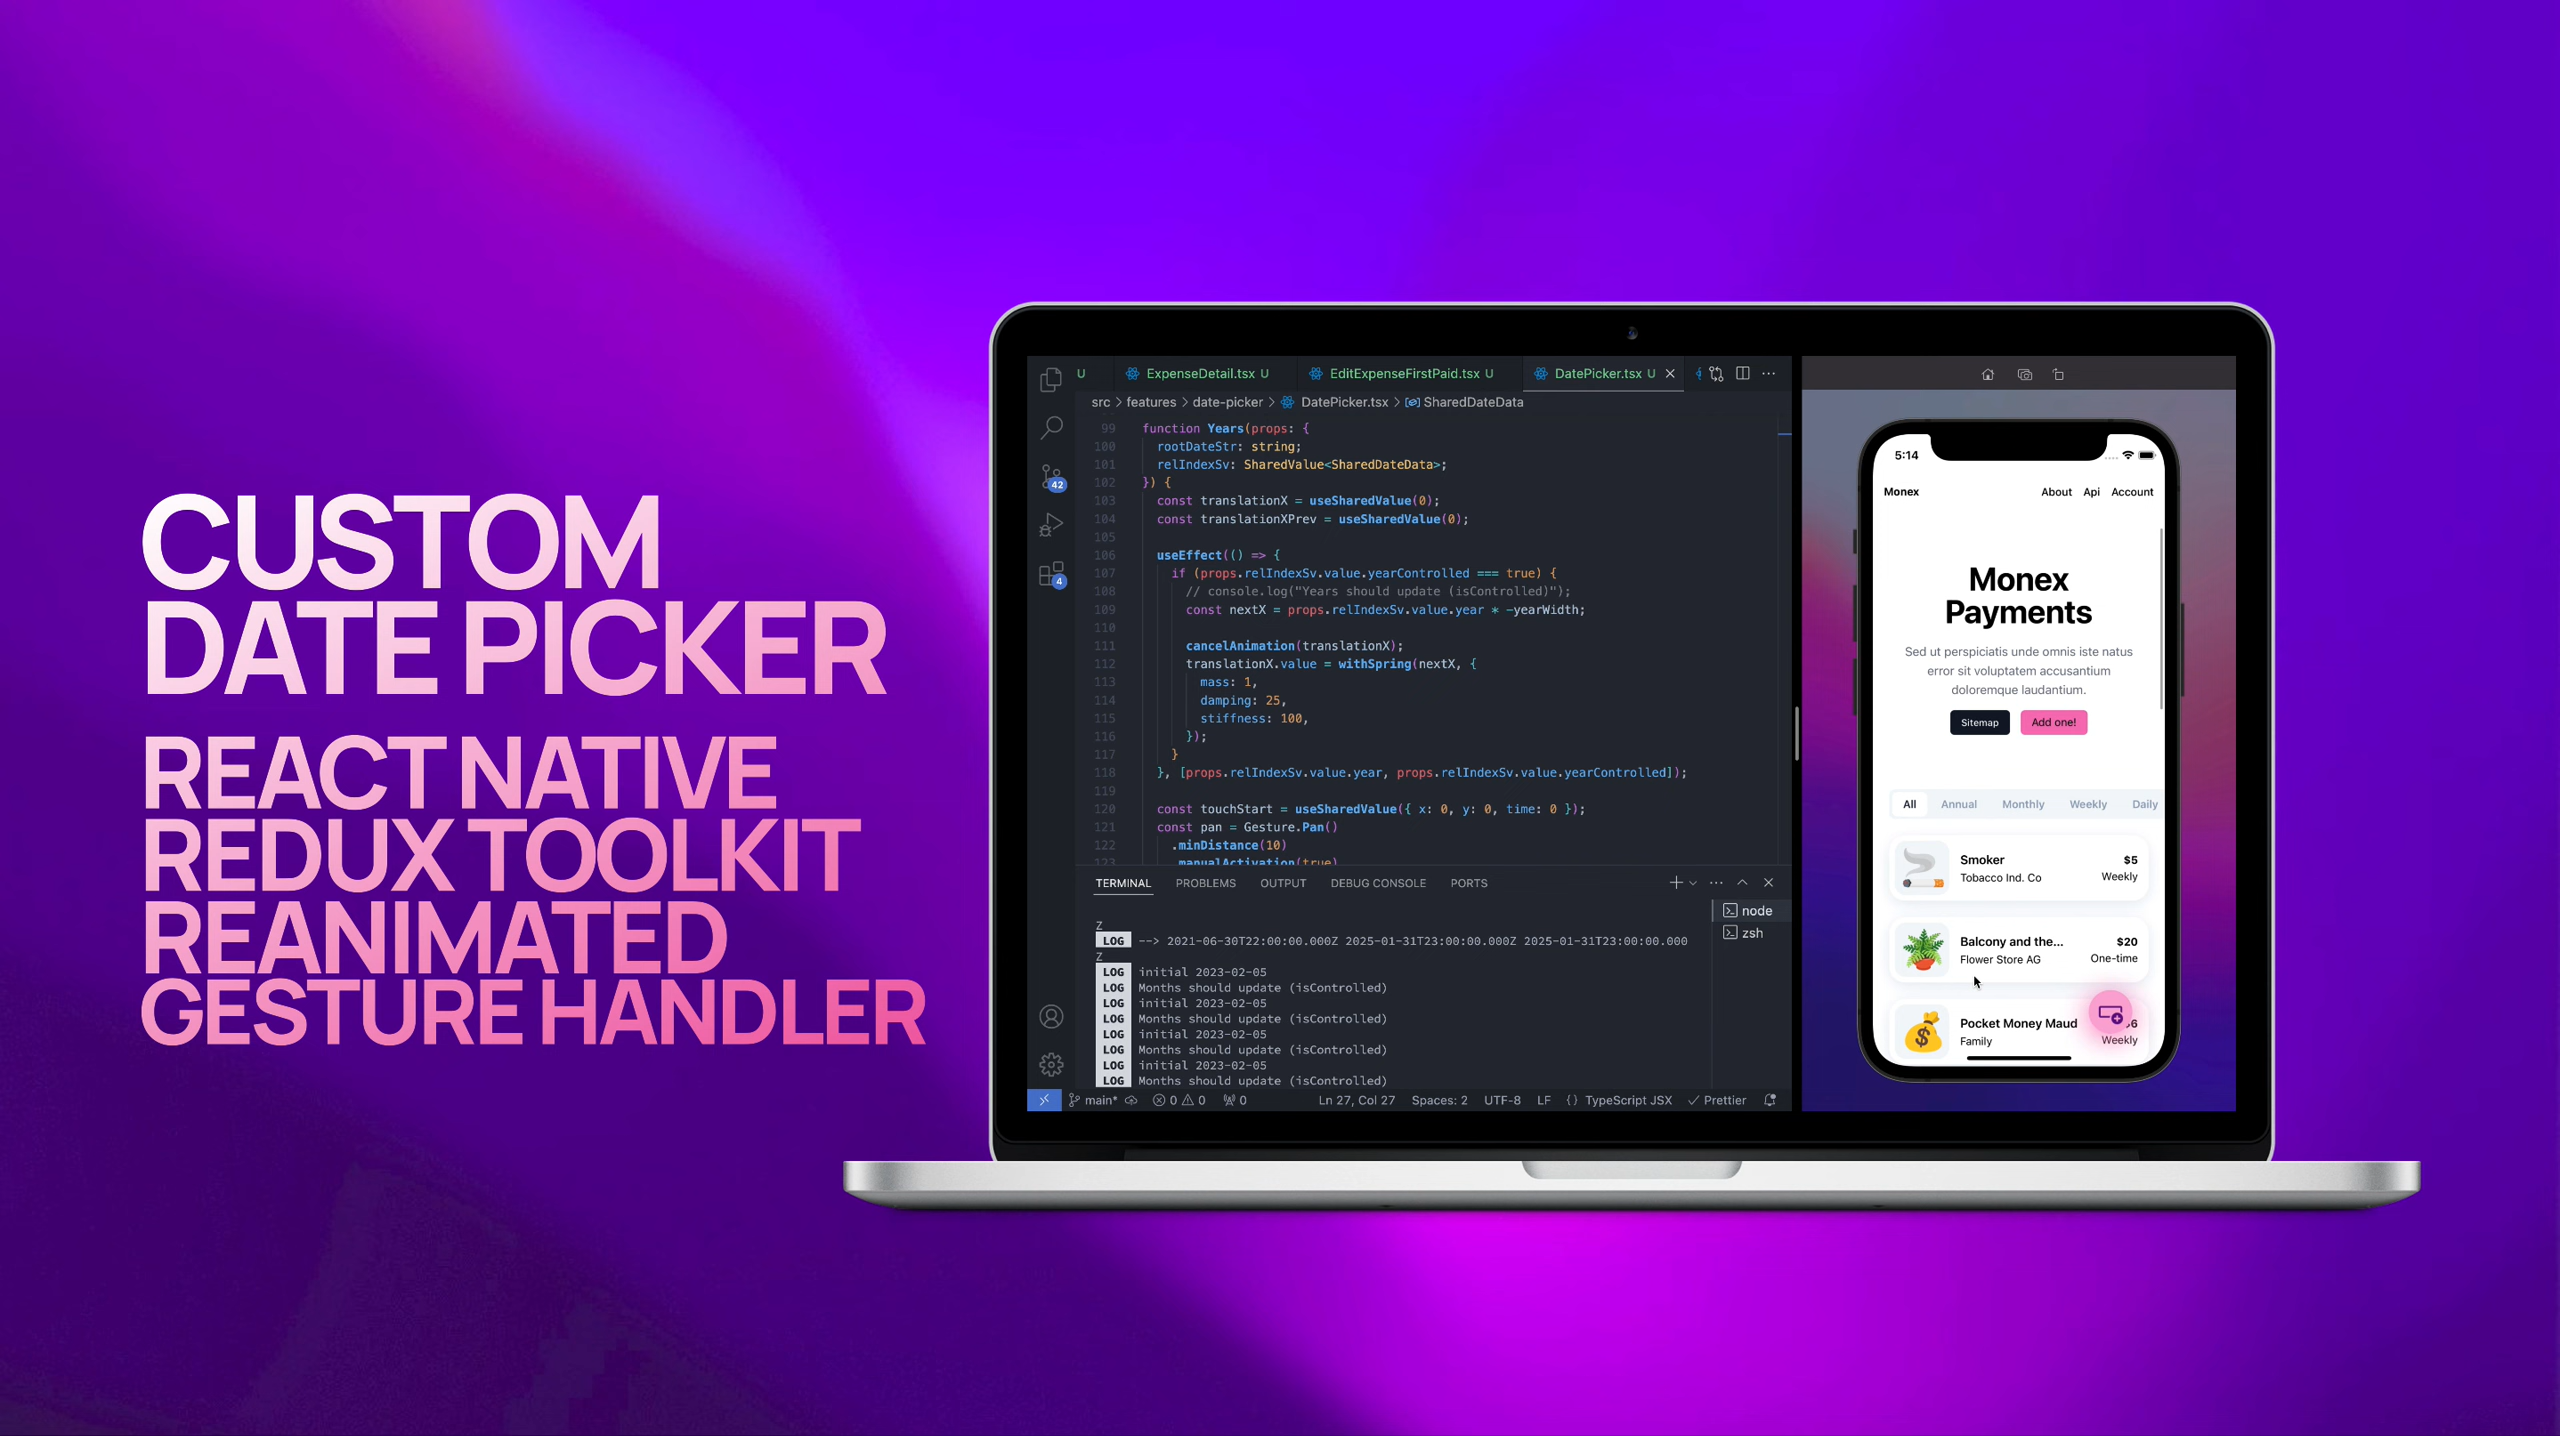 CUSTOM
DATE PICKER
REACT NATIVE
REDUX TOOLKIT
REANIMATED
GESTURE HANDLER
U
ExpenseDetail.tsx U
EditExpenseFirstPaid.tsx U
DatePicker.tsx U
src > features > date-picker > DatePicker.tsx > SharedDateData
42
4
99 function Years(props: {
100 rootDateStr: string;
101 relIndexSv: SharedValue<SharedDateData>;
102 }) {
103 const translationX = useSharedValue(0);
104 const translationXPrev = useSharedValue(0);
105
106 useEffect(() => {
107 if (props.relIndexSv.value.yearControlled === true) {
108 // console.log("Years should update (isControlled)");
109 const nextX = props.relIndexSv.value.year * -yearWidth;
110
111 cancelAnimation(translationX);
112 translationX.value = withSpring(nextX, {
113 mass: 1,
114 damping: 25,
115 stiffness: 100,
116 });
117 }
118 }, [props.relIndexSv.value.year, props.relIndexSv.value.yearControlled]);
119
120 const touchStart = useSharedValue({ x: 0, y: 0, time: 0 });
121 const pan = Gesture.Pan()
122 .minDistance(10)
123 .manualActivation(true)
TERMINAL PROBLEMS OUTPUT DEBUG CONSOLE PORTS
node
zsh
Z
LOG --> 2021-06-30T22:00:00.000Z 2025-01-31T23:00:00.000Z 2025-01-31T23:00:00.000
Z
LOG initial 2023-02-05
LOG Months should update (isControlled)
LOG initial 2023-02-05
LOG Months should update (isControlled)
LOG initial 2023-02-05
LOG Months should update (isControlled)
LOG initial 2023-02-05
LOG Months should update (isControlled)
main* 0 0 0 Ln 27, Col 27 Spaces: 2 UTF-8 LF {} TypeScript JSX Prettier
5:14
Monex About Api Account
Monex
Payments
Sed ut perspiciatis unde omnis iste natus
error sit voluptatem accusantium
doloremque laudantium.
Sitemap Add one!
All Annual Monthly Weekly Daily
Smoker $5
Tobacco Ind. Co Weekly
Balcony and the... $20
Flower Store AG One-time
Pocket Money Maud 6
Family Weekly